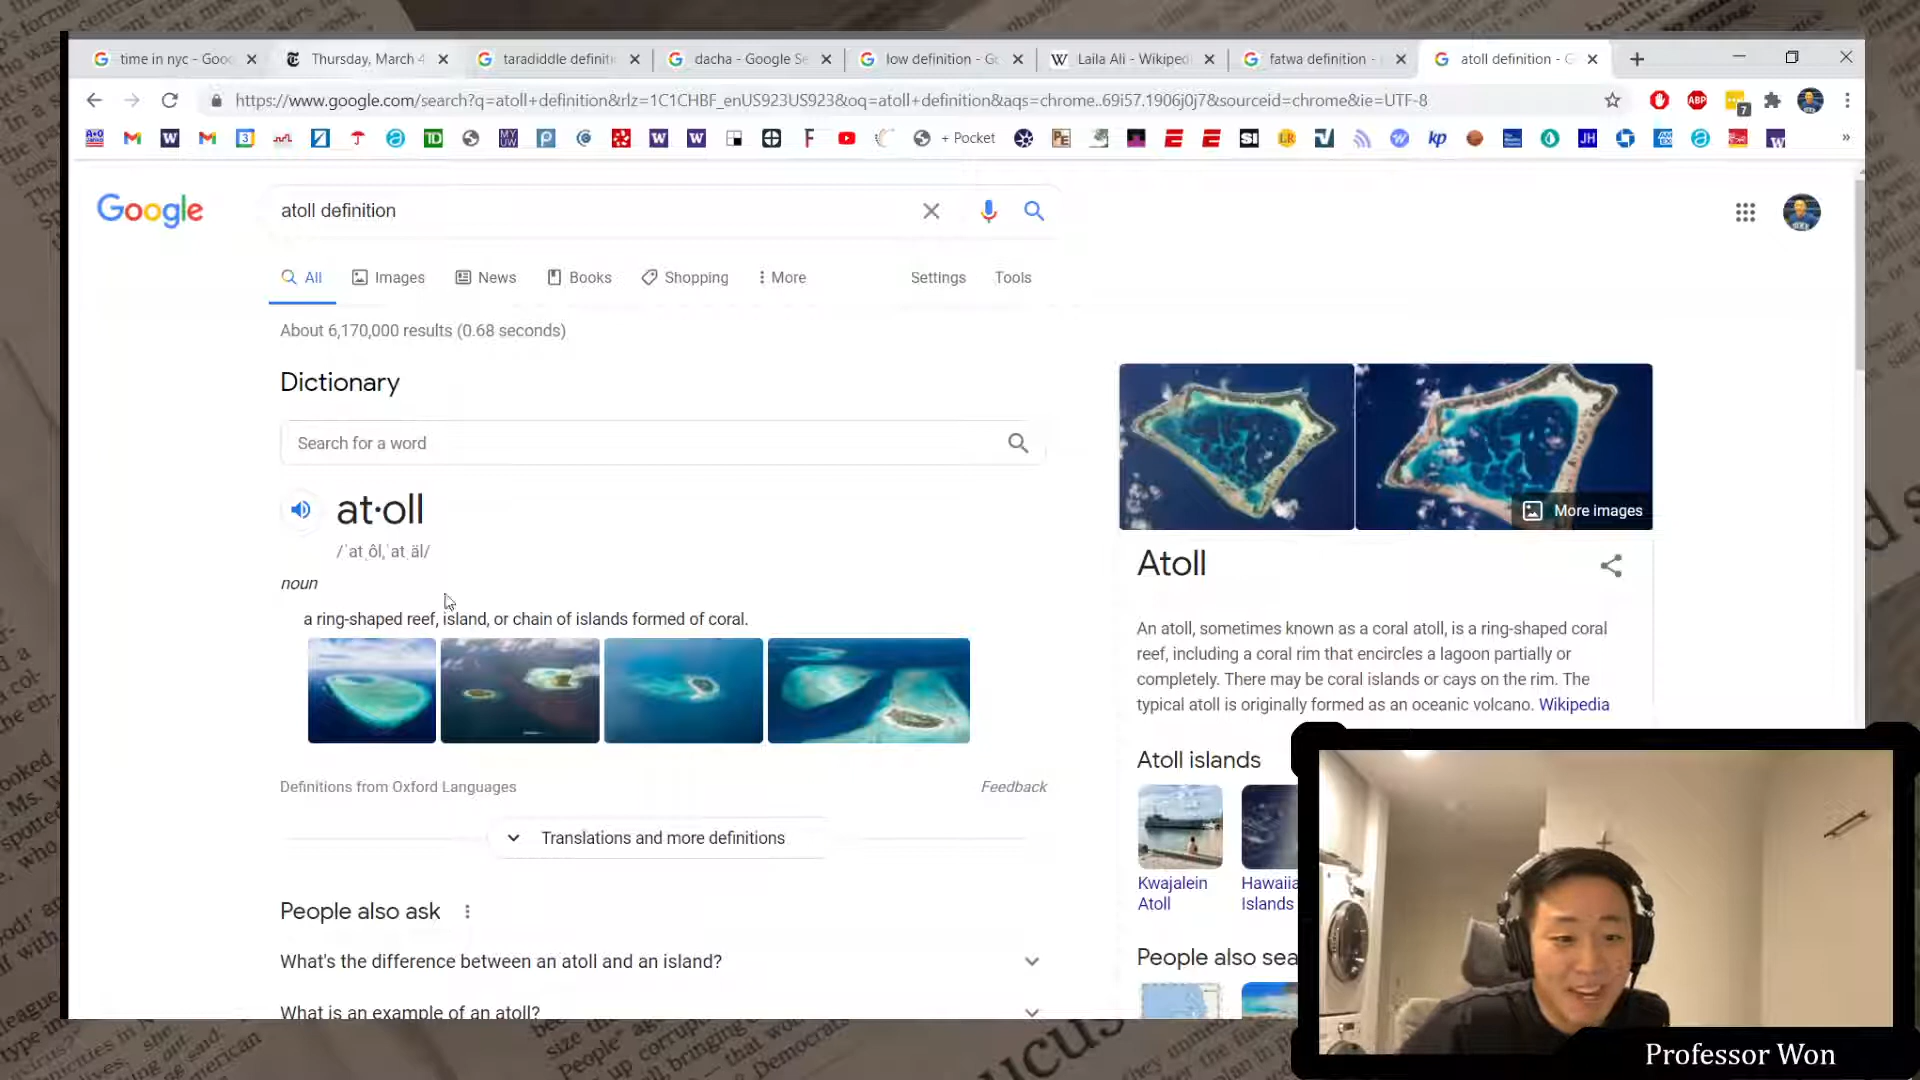 time in nyc - Goo
Thursday, March 4
taradiddle definiti
dacha - Google Se
low definition - Go
Laila Ali - Wikiped
fatwa definition -
atoll definition - G
https://www.google.com/search?q=atoll+definition&rlz=1C1CHBF_enUS923US923&oq=atoll+definition&aqs=chrome..69i57.1906j0j7&sourceid=chrome&ie=UTF-8
ABP
7
+ Pocket
Google
atoll definition
All
Images
News
Books
Shopping
More
Settings
Tools
About 6,170,000 results (0.68 seconds)
Dictionary
Search for a word
at·oll
/ˈatˌôl,ˈatˌäl/
noun
a ring-shaped reef, island, or chain of islands formed of coral.
Definitions from Oxford Languages
Feedback
Translations and more definitions
People also ask
What's the difference between an atoll and an island?
What is an example of an atoll?
More images
Atoll
An atoll, sometimes known as a coral atoll, is a ring-shaped coral
reef, including a coral rim that encircles a lagoon partially or
completely. There may be coral islands or cays on the rim. The
typical atoll is originally formed as an oceanic volcano. Wikipedia
Atoll islands
Kwajalein
Atoll
Hawaiia
Islands
People also sea
Professor Won